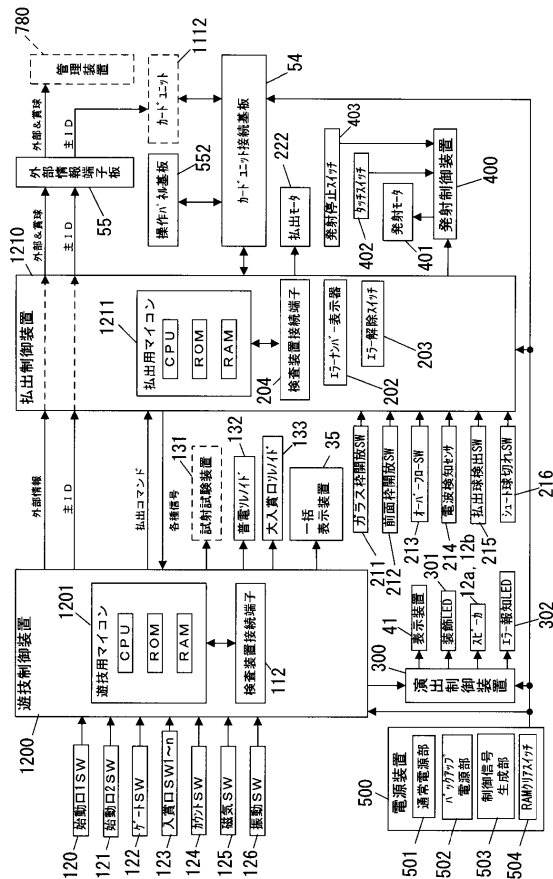 780
管理装置
外部&賞球
主ID
カードユニット
1112
外部情報端子板
55
操作パネル基板
552
カードユニット接続基板
54
払出モータ
222
発射停止スイッチ
403
タッチスイッチ
402
発射モータ
401
発射制御装置
400
外部&賞球
主ID
1210
払出制御装置
1211
払出用マイコン
CPU
ROM
RAM
検査装置接続端子
204
エラーナンバー表示器
202
エラー解除スイッチ
203
外部情報
主ID
払出コマンド
各種信号
131
試射試験装置
132
普電ソレノイド
133
大入賞口ソレノイド
35
一括表示装置
ガラス枠開放SW
211
前面枠開放SW
212
オーバーフローSW
213
電波検知センサ
214
払出球検出SW
215
シュート球切れSW
216
1200
遊技制御装置
1201
遊技用マイコン
CPU
ROM
RAM
検査装置接続端子
112
始動口1SW
120
始動口2SW
121
ゲートSW
122
入賞口SW1~n
123
カウントSW
124
磁気SW
125
振動SW
126
表示装置
41
装飾LED
301
スピーカ
12a, 12b
エラー報知LED
302
300
演出制御装置
500
電源装置
通常電源部
501
バックアップ
電源部
502
制御信号
生成部
503
RAMクリアスイッチ
504